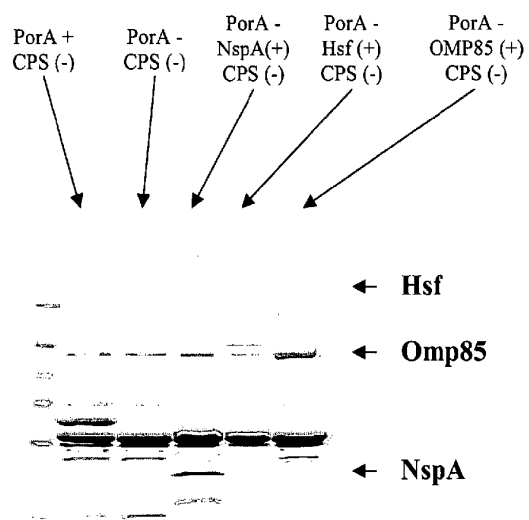 PorA +
CPS (-)
PorA -
CPS (-)
PorA -
NspA(+)
CPS (-)
PorA -
Hsf (+)
CPS (-)
PorA -
OMP85 (+)
CPS (-)
Hsf
Omp85
NspA